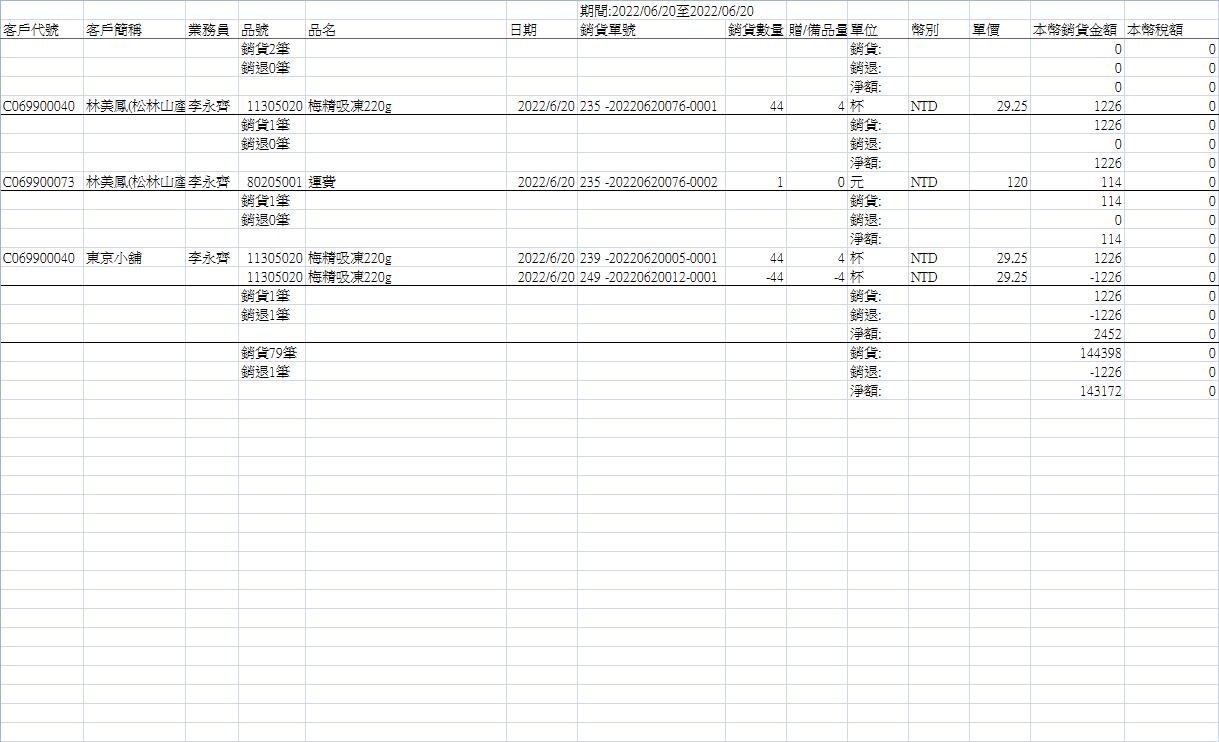 期間:2022/06/20至2022/06/20
客戶代號 客戶簡稱 業務員 品號 品名 日期 銷貨單號 銷貨數量 贈/備品量 單位 幣別 單價 本幣銷貨金額 本幣稅額
銷貨2筆 銷貨: 0 0
銷退0筆 銷退: 0 0
淨額: 0 0
C069900040 林美鳳(松林山產 李永齊 11305020 梅精吸凍220g 2022/6/20 235 -20220620076-0001 44 4 杯 NTD 29.25 1226 0
銷貨1筆 銷貨: 1226 0
銷退0筆 銷退: 0 0
淨額: 1226 0
C069900073 林美鳳(松林山產 李永齊 80205001 運費 2022/6/20 235 -20220620076-0002 1 0 元 NTD 120 114 0
銷貨1筆 銷貨: 114 0
銷退0筆 銷退: 0 0
淨額: 114 0
C069900040 東京小舖 李永齊 11305020 梅精吸凍220g 2022/6/20 239 -20220620005-0001 44 4 杯 NTD 29.25 1226 0
11305020 梅精吸凍220g 2022/6/20 249 -20220620012-0001 -44 -4 杯 NTD 29.25 -1226 0
銷貨1筆 銷貨: 1226 0
銷退1筆 銷退: -1226 0
淨額: 2452 0
銷貨79筆 銷貨: 144398 0
銷退1筆 銷退: -1226 0
淨額: 143172 0